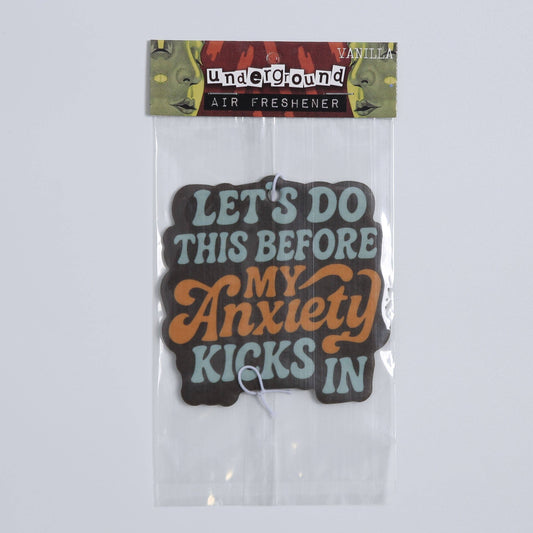 VANILLA
underground
AIR FRESHENER
LET'S DO
THIS BEFORE
MY
Anxiety
KICKS IN